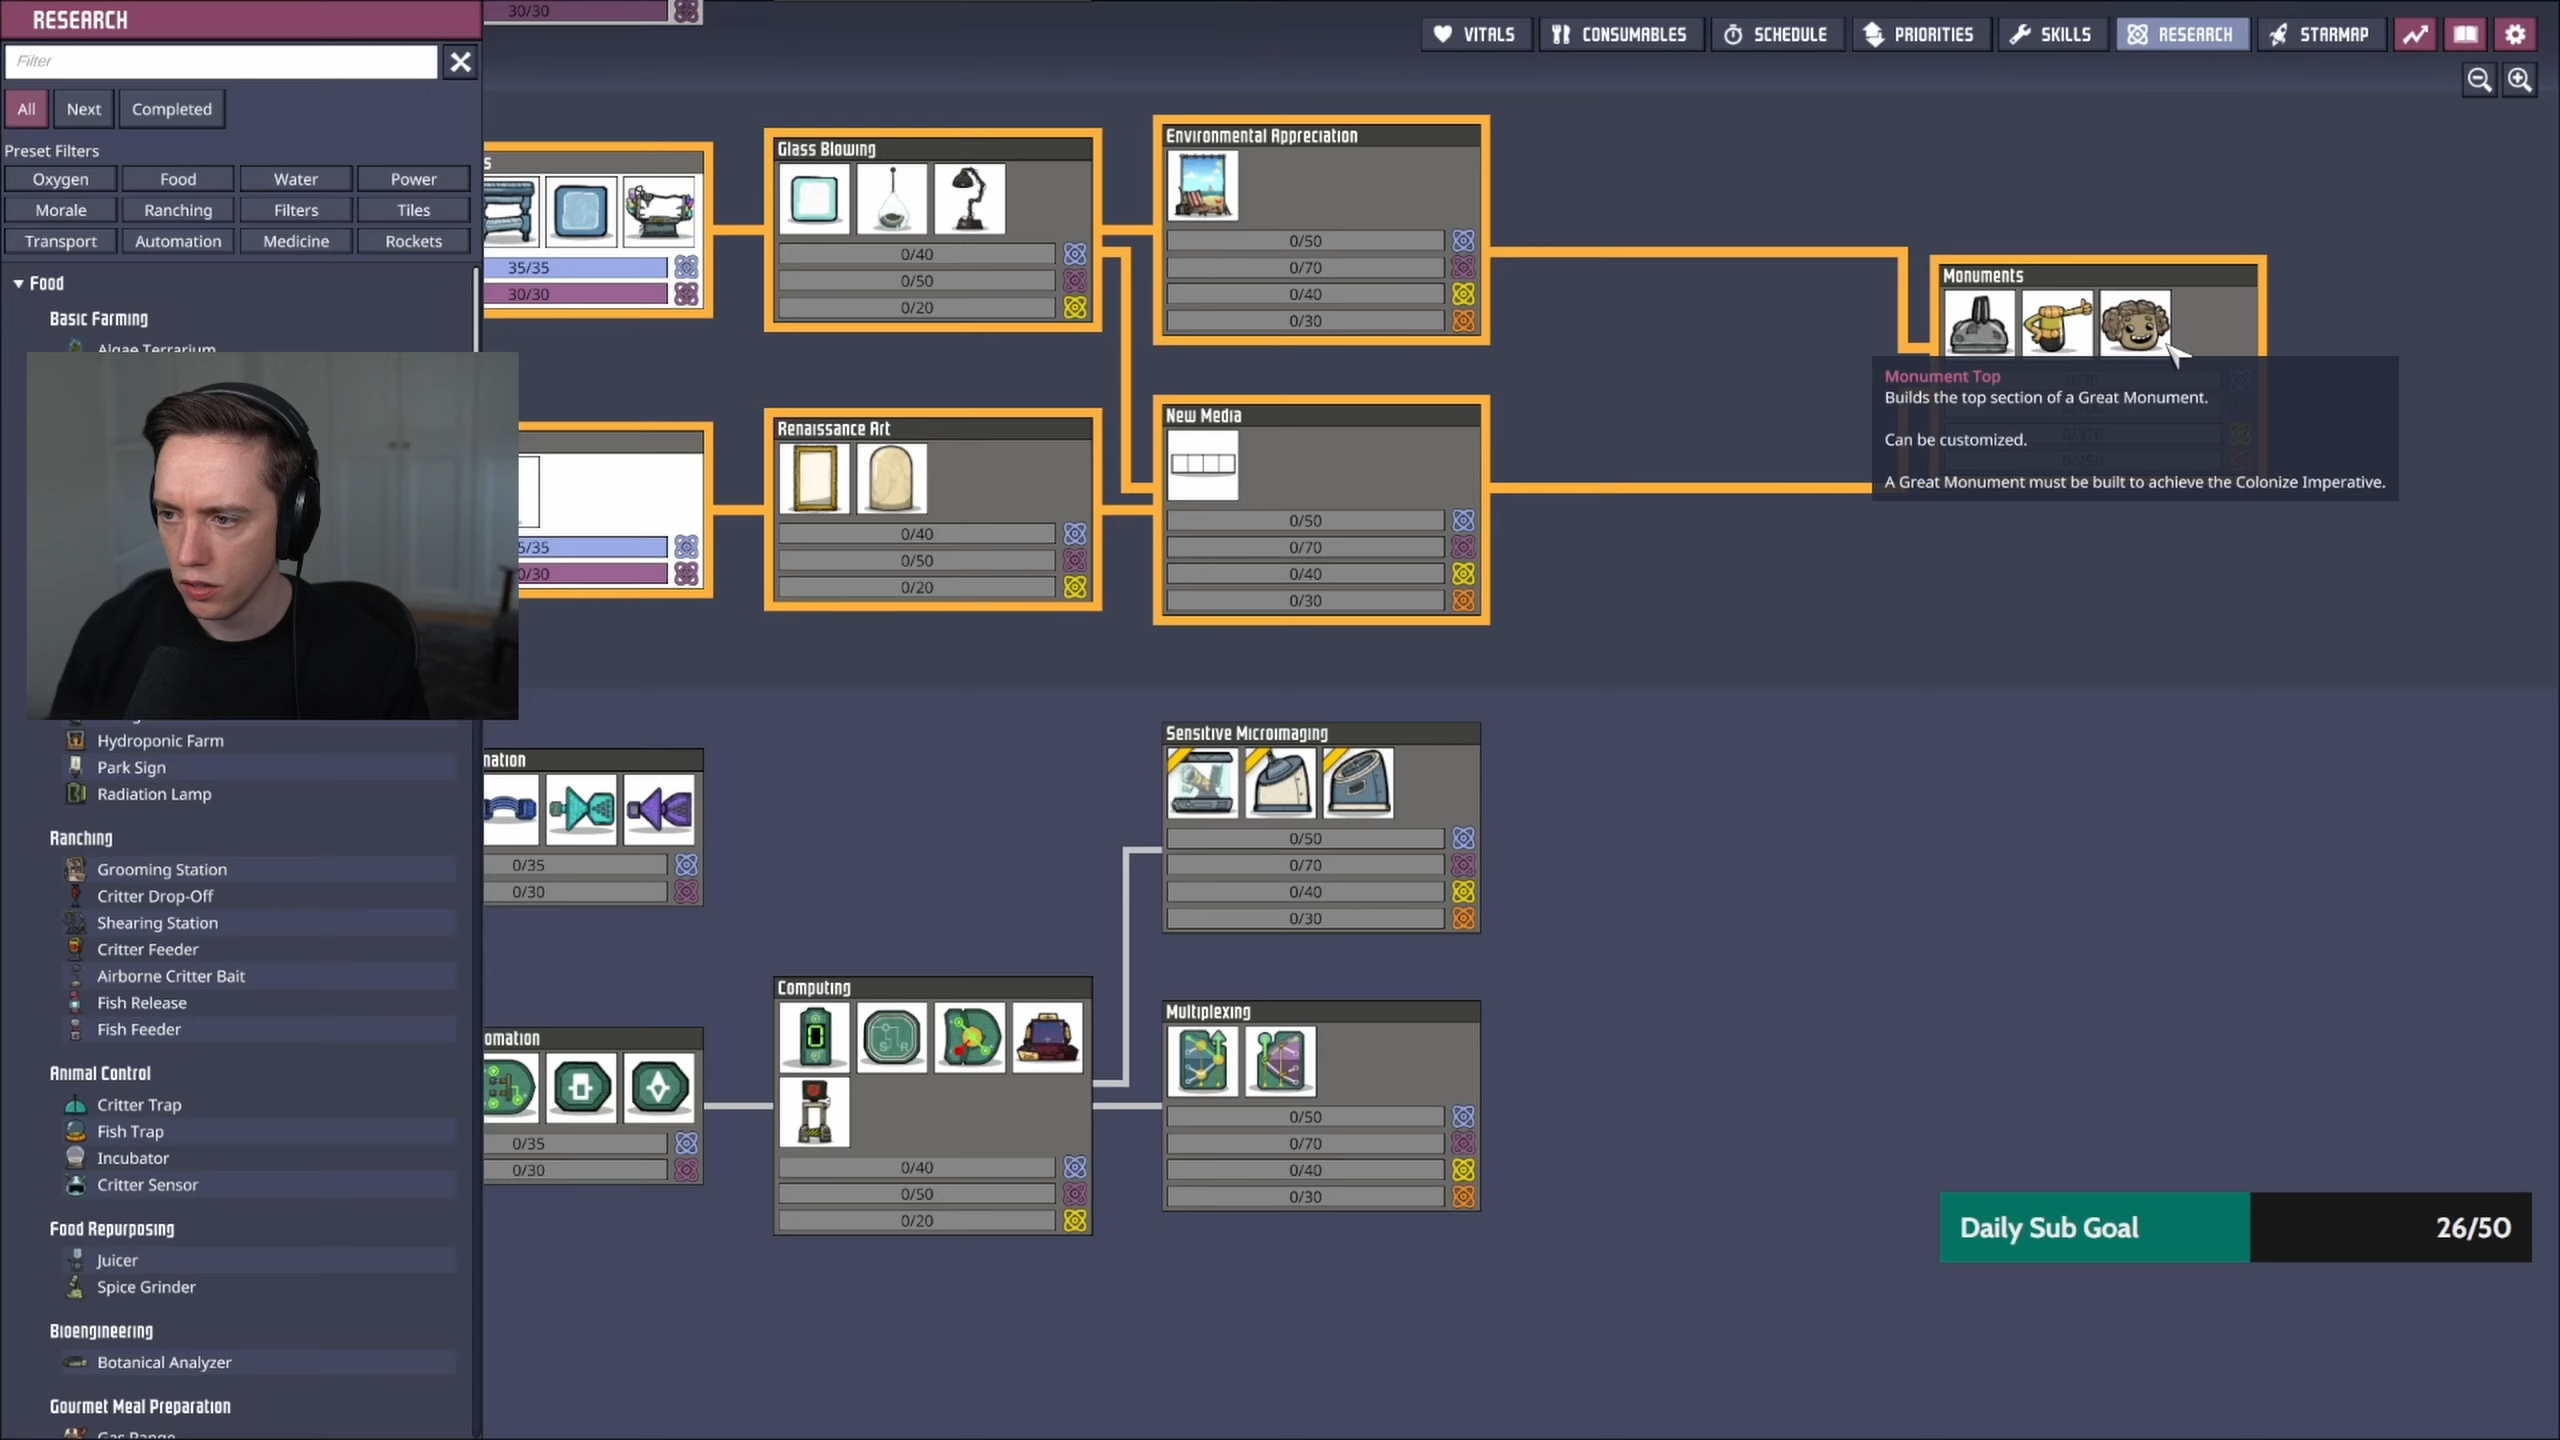 RESEARCH
30/30
VITALS
CONSUMABLES
SCHEDULE
PRIORITIES
SKILLS
RESEARCH
STARMAP
Filter
All
Next
Completed
Preset Filters
Oxygen
Food
Water
Power
Morale
Ranching
Filters
Tiles
Transport
Automation
Medicine
Rockets
Food
Basic Farming
Algae Terrarium
Hydroponic Farm
Park Sign
Radiation Lamp
Ranching
Grooming Station
Critter Drop-Off
Shearing Station
Critter Feeder
Airborne Critter Bait
Fish Release
Fish Feeder
Animal Control
Critter Trap
Fish Trap
Incubator
Critter Sensor
Food Repurposing
Juicer
Spice Grinder
Bioengineering
Botanical Analyzer
Gourmet Meal Preparation
Gas Range
s
35/35
30/30
Glass Blowing
0/40
0/50
0/20
Environmental Appreciation
0/50
0/70
0/40
0/30
Monuments
Monument Top
Builds the top section of a Great Monument.
Can be customized.
A Great Monument must be built to achieve the Colonize Imperative.
5/35
0/30
Renaissance Art
0/40
0/50
0/20
New Media
0/50
0/70
0/40
0/30
nation
0/35
0/30
Sensitive Microimaging
0/50
0/70
0/40
0/30
omation
0/35
0/30
Computing
0
S
R
0/40
0/50
0/20
Multiplexing
0/50
0/70
0/40
0/30
Daily Sub Goal
26/50